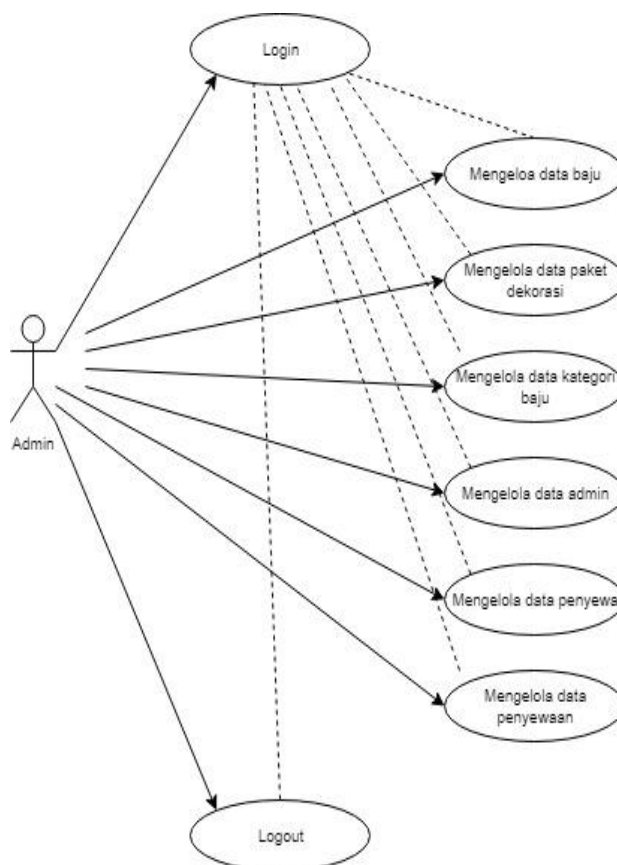 Login
Mengeloa data baju
Mengelola data paket
dekorasi
Mengelola data kategori
baju
Admin
Mengelola data admin
Mengelola data penyewa
Mengelola data
penyewaan
Logout